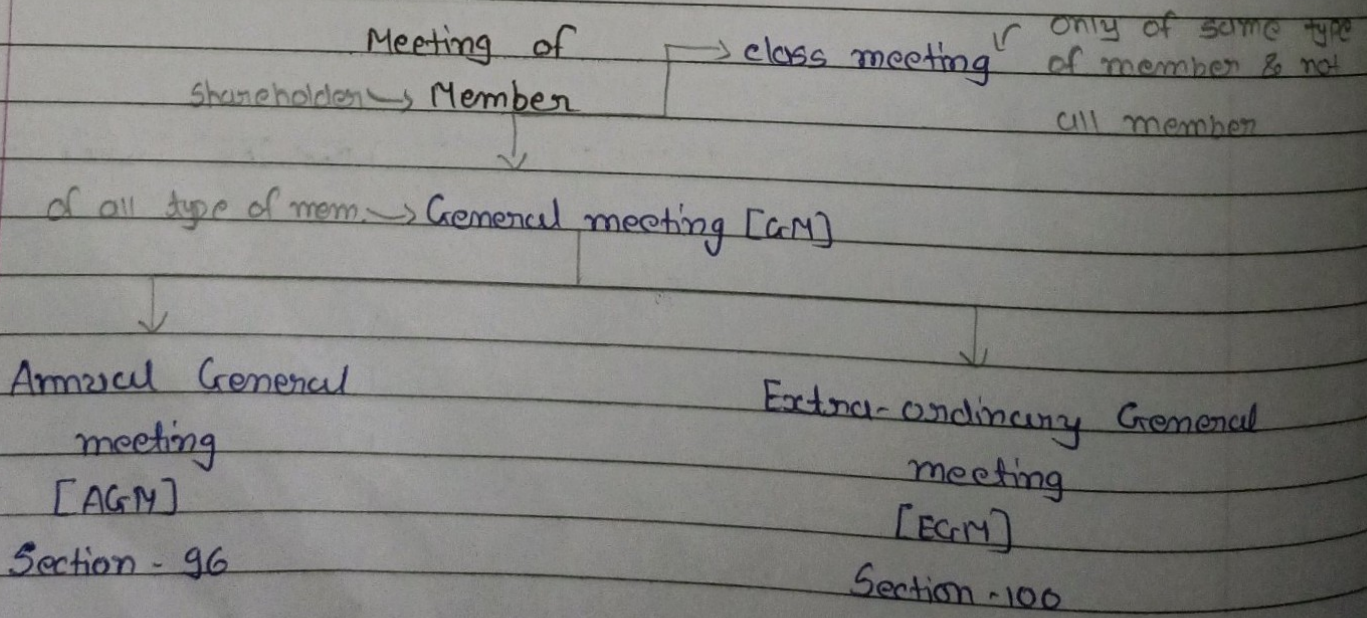 Meeting of
Shareholder → Member
→ class meeting
only of same type
of member & not
all member
of all type of mem. → General meeting [GM]
Annual General
meeting
[AGM]
Section - 96
Extra-ordinary General
meeting
[EGM]
Section - 100